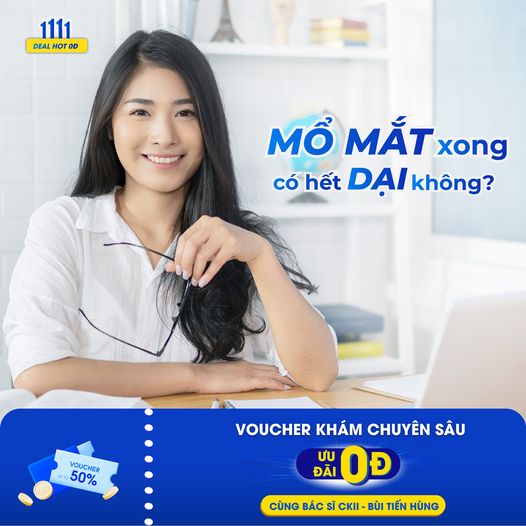 1111
DEAL HOT 0Đ
MỔ MẮT xong
có hết DẠI không?
VOUCHER KHÁM CHUYÊN SÂU
ƯU ĐÃI 0Đ
VOUCHER
UP TO 50%
CÙNG BÁC SĨ CKII - BÙI TIẾN HÙNG